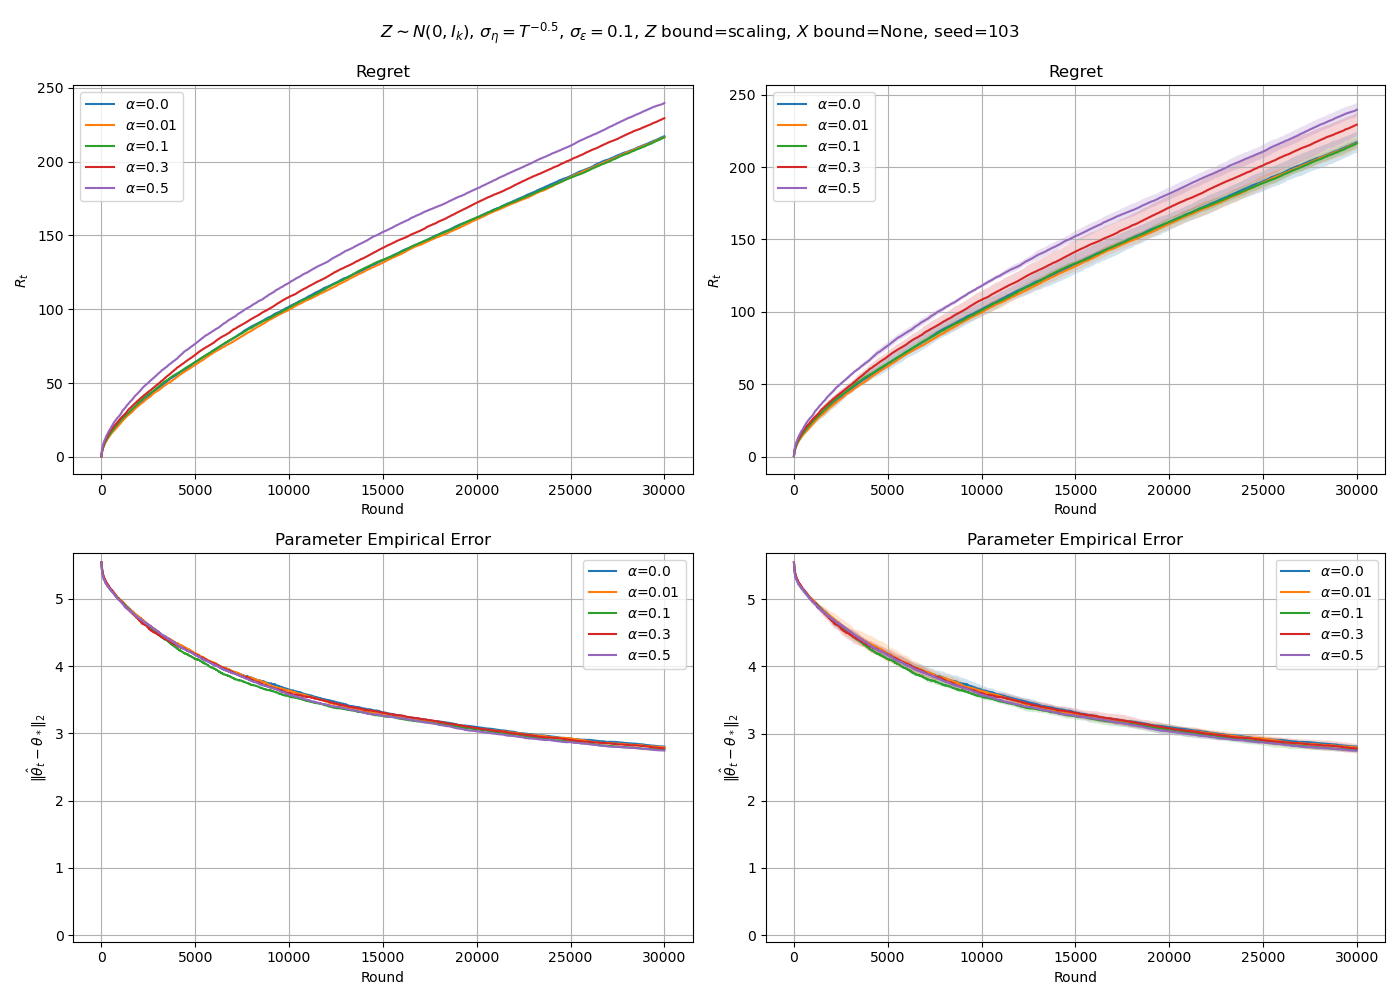 Z ∼ N(0, I_k), σ_η = T^{−0.5}, σ_ε = 0.1, Z bound=scaling, X bound=None, seed=103
Regret
250
200
150
100
50
0
R_t
α=0.0
α=0.01
α=0.1
α=0.3
α=0.5
0 5000 10000 15000 20000 25000 30000
Round
Regret
250
200
150
100
50
0
R_t
α=0.0
α=0.01
α=0.1
α=0.3
α=0.5
0 5000 10000 15000 20000 25000 30000
Round
Parameter Empirical Error
5
4
3
2
1
0
‖θ̂_t − θ_*‖_2
α=0.0
α=0.01
α=0.1
α=0.3
α=0.5
0 5000 10000 15000 20000 25000 30000
Round
Parameter Empirical Error
5
4
3
2
1
0
‖θ̂_t − θ_*‖_2
α=0.0
α=0.01
α=0.1
α=0.3
α=0.5
0 5000 10000 15000 20000 25000 30000
Round